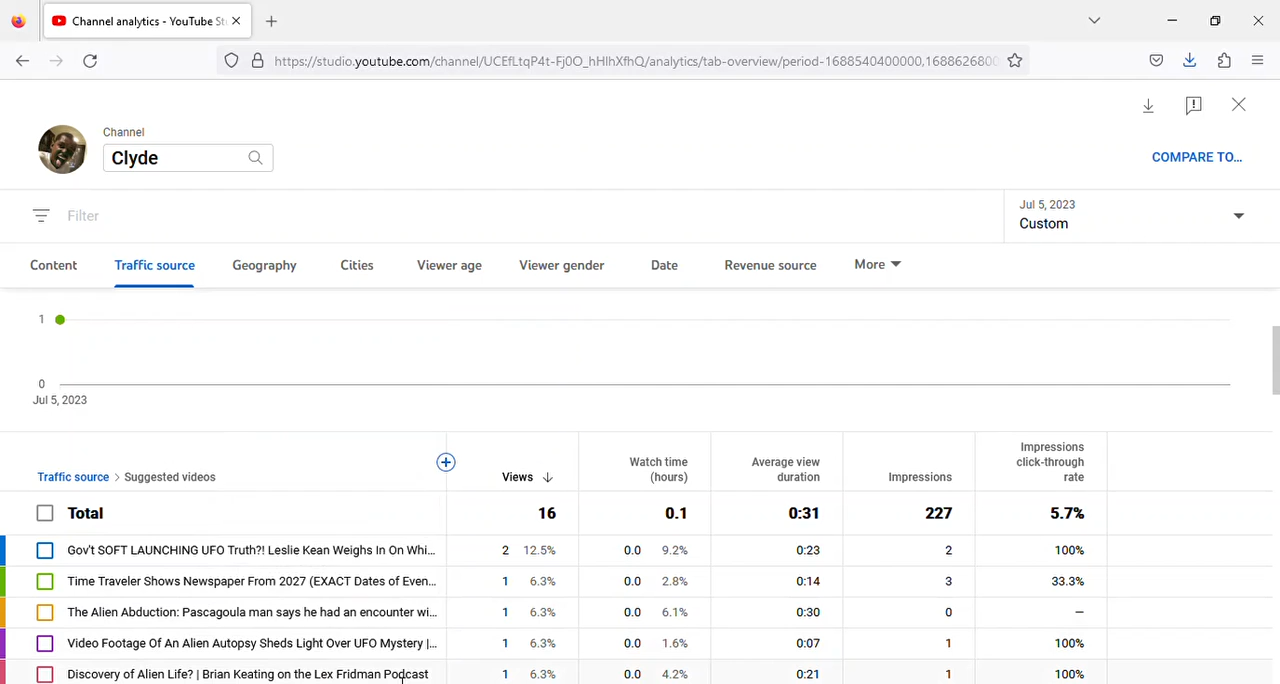 Channel analytics - YouTube St
https://studio.youtube.com/channel/UCEfLtqP4t-Fj0O_hHlhXfhQ/analytics/tab-overview/period-1688540400000,168862680
Channel
Clyde
COMPARE TO...
Filter
Jul 5, 2023
Custom
Content Traffic source Geography Cities Viewer age Viewer gender Date Revenue source More
1
0
Jul 5, 2023
Traffic source > Suggested videos Views Watch time (hours) Average view duration Impressions Impressions click-through rate
Total 16 0.1 0:31 227 5.7%
Gov't SOFT LAUNCHING UFO Truth?! Leslie Kean Weighs In On Whi... 2 12.5% 0.0 9.2% 0:23 2 100%
Time Traveler Shows Newspaper From 2027 (EXACT Dates of Even... 1 6.3% 0.0 2.8% 0:14 3 33.3%
The Alien Abduction: Pascagoula man says he had an encounter wi... 1 6.3% 0.0 6.1% 0:30 0 –
Video Footage Of An Alien Autopsy Sheds Light Over UFO Mystery |... 1 6.3% 0.0 1.6% 0:07 1 100%
Discovery of Alien Life? | Brian Keating on the Lex Fridman Podcast 1 6.3% 0.0 4.2% 0:21 1 100%